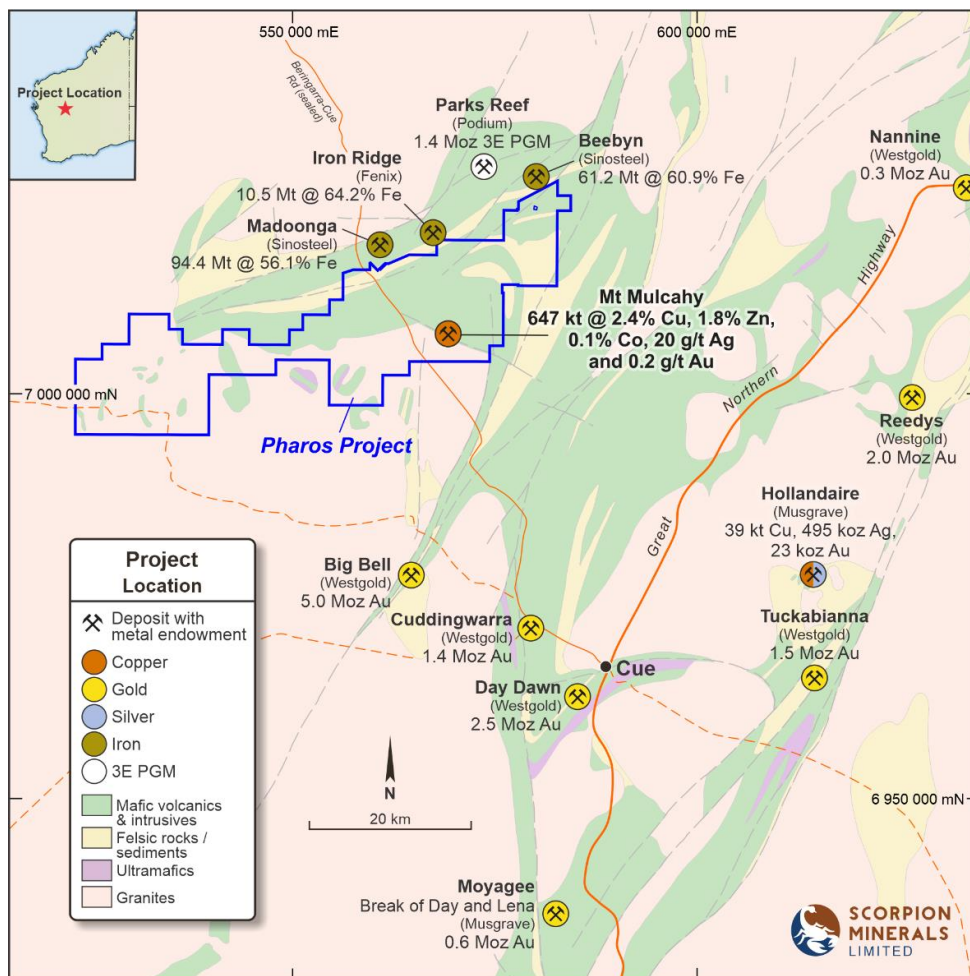 550 000 mE
600 000 mE
Project Location
Beringarra-Cue
Rd (sealed)
Parks Reef
(Podium)
1.4 Moz 3E PGM
Beebyn
(Sinosteel)
61.2 Mt @ 60.9% Fe
Nannine
(Westgold)
0.3 Moz Au
Iron Ridge
(Fenix)
10.5 Mt @ 64.2% Fe
Madoonga
(Sinosteel)
94.4 Mt @ 56.1% Fe
Mt Mulcahy
647 kt @ 2.4% Cu, 1.8% Zn,
0.1% Co, 20 g/t Ag
and 0.2 g/t Au
Great
Northern
Highway
7 000 000 mN
Pharos Project
Reedys
(Westgold)
2.0 Moz Au
Hollandaire
(Musgrave)
39 kt Cu, 495 koz Ag,
23 koz Au
Big Bell
(Westgold)
5.0 Moz Au
Cuddingwarra
(Westgold)
1.4 Moz Au
Tuckabianna
(Westgold)
1.5 Moz Au
Cue
Day Dawn
(Westgold)
2.5 Moz Au
Project
Location
Deposit with
metal endowment
Copper
Gold
Silver
Iron
3E PGM
Mafic volcanics
& intrusives
Felsic rocks /
sediments
Ultramafics
Granites
N
20 km
6 950 000 mN
Moyagee
Break of Day and Lena
(Musgrave)
0.6 Moz Au
SCORPION
MINERALS
LIMITED